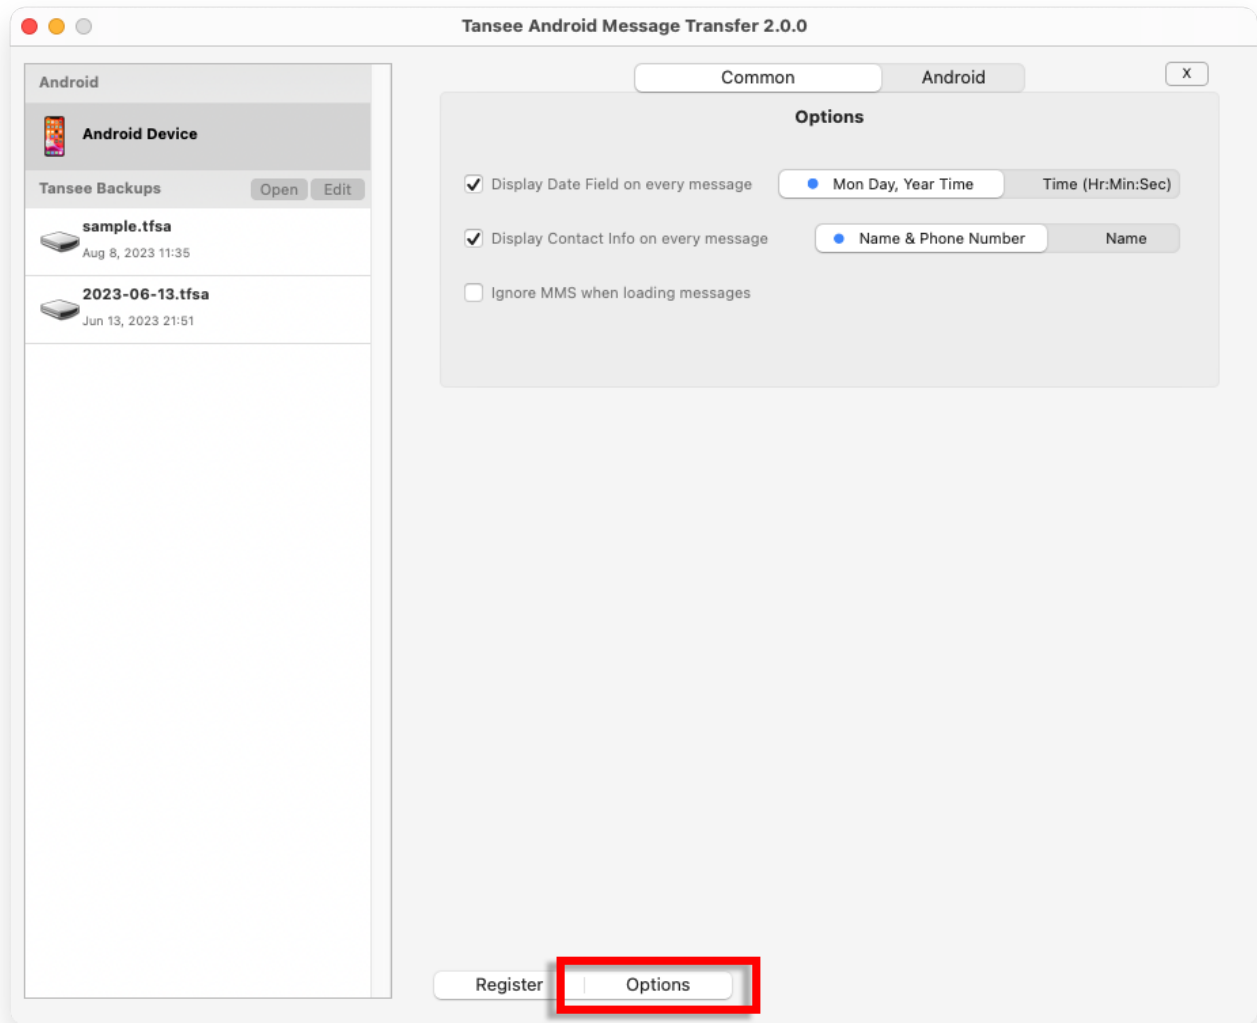 Tansee Android Message Transfer 2.0.0
Android
Android Device
Tansee Backups Open Edit
sample.tfsa
Aug 8, 2023 11:35
2023-06-13.tfsa
Jun 13, 2023 21:51
Common Android X
Options
Display Date Field on every message Mon Day, Year Time Time (Hr:Min:Sec)
Display Contact Info on every message Name & Phone Number Name
Ignore MMS when loading messages
Register Options